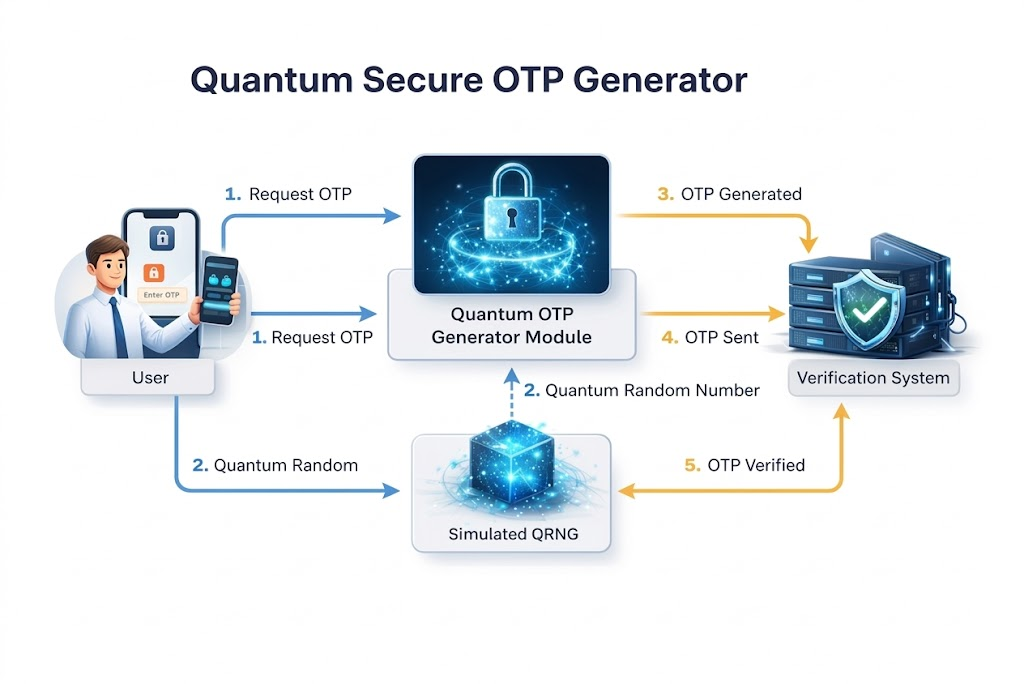 Quantum Secure OTP Generator
1. Request OTP
3. OTP Generated
Enter OTP
Quantum OTP
Generator Module
1. Request OTP
4. OTP Sent
User
Verification System
2. Quantum Random Number
2. Quantum Random
5. OTP Verified
Simulated QRNG